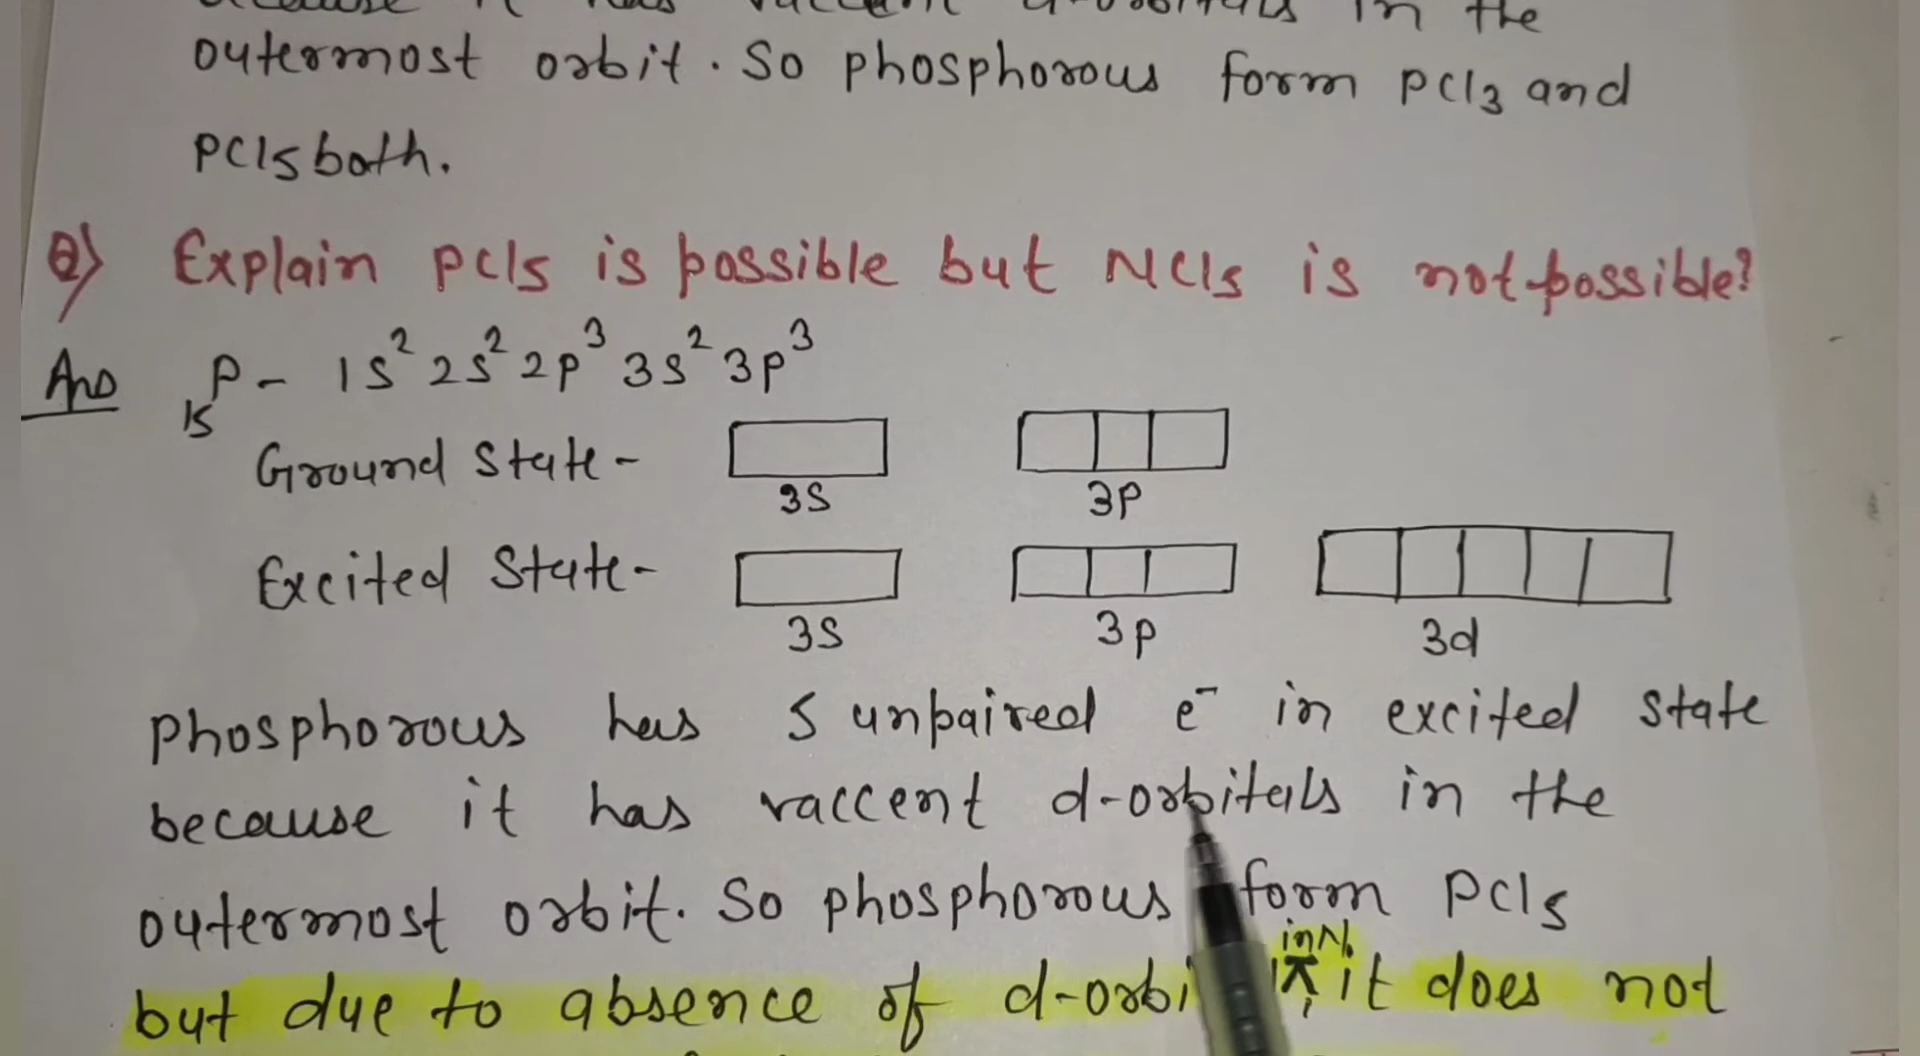 in the
outermost orbit. So phosphorous form PCl3 and
PCl5 both.
Q) Explain PCl5 is possible but NCl5 is not possible?
Ans 15P - 1s² 2s² 2p³ 3s² 3p³
Ground State -
3s 3p
Excited State -
3s 3p 3d
phosphorous has 5 unpaired e⁻ in excited state
because it has vaccent d-orbitals in the
outermost orbit. So phosphorous form PCl5
in N
but due to absence of d-orbi it does not